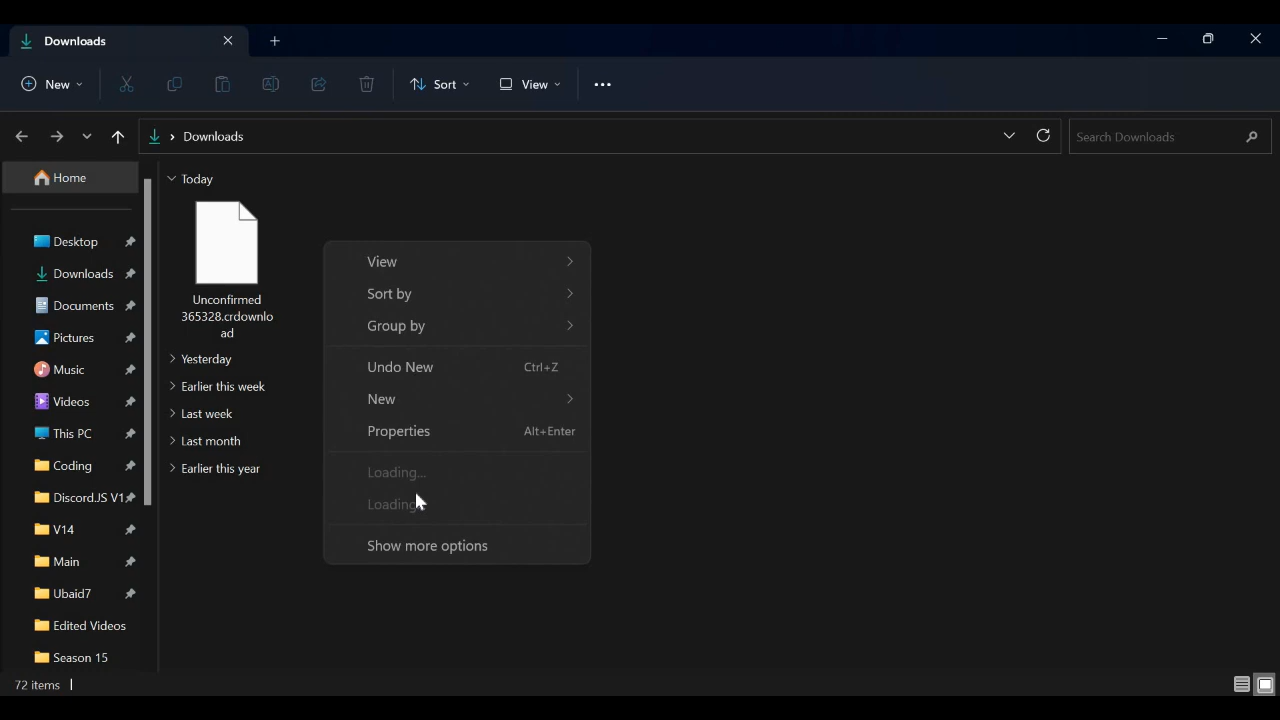 Downloads
New
Sort
View
Downloads
Search Downloads
Home
Desktop
Downloads
Documents
Pictures
Music
Videos
This PC
Coding
Discord.JS V1
V14
Main
Ubaid7
Edited Videos
Season 15
Today
Unconfirmed
365328.crdownlo
ad
Yesterday
Earlier this week
Last week
Last month
Earlier this year
View
Sort by
Group by
Undo New Ctrl+Z
New
Properties Alt+Enter
Loading...
Loading
Show more options
72 items